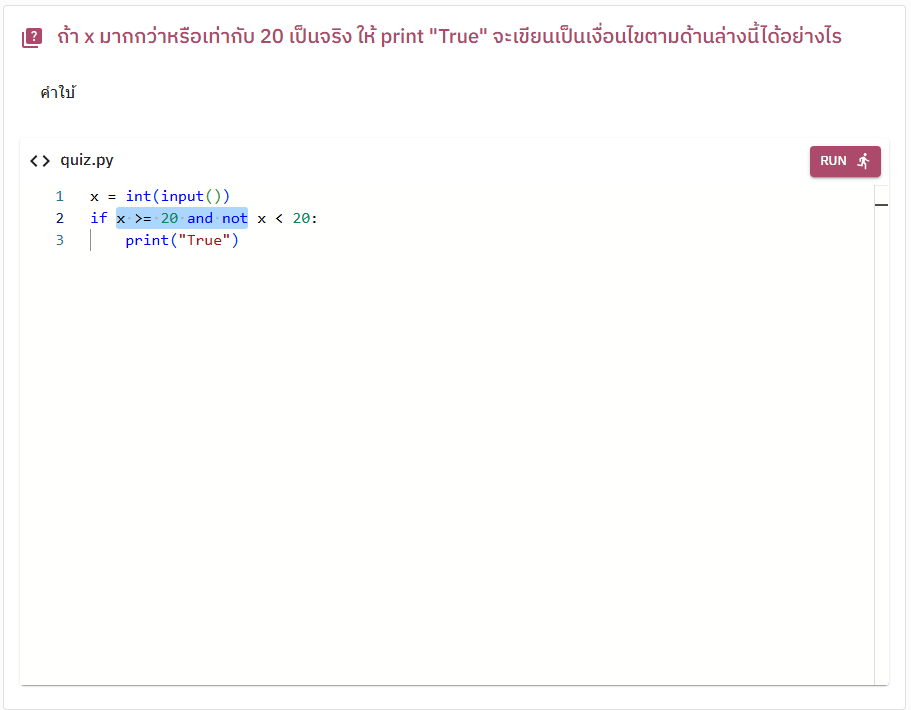 ถ้า x มากกว่าหรือเท่ากับ 20 เป็นจริง ให้ print "True" จะเขียนเป็นเงื่อนไขตามด้านล่างนี้ได้อย่างไร
คำใบ้
quiz.py
RUN
1 x = int(input())
2 if x >= 20 and not x < 20:
3 print("True")